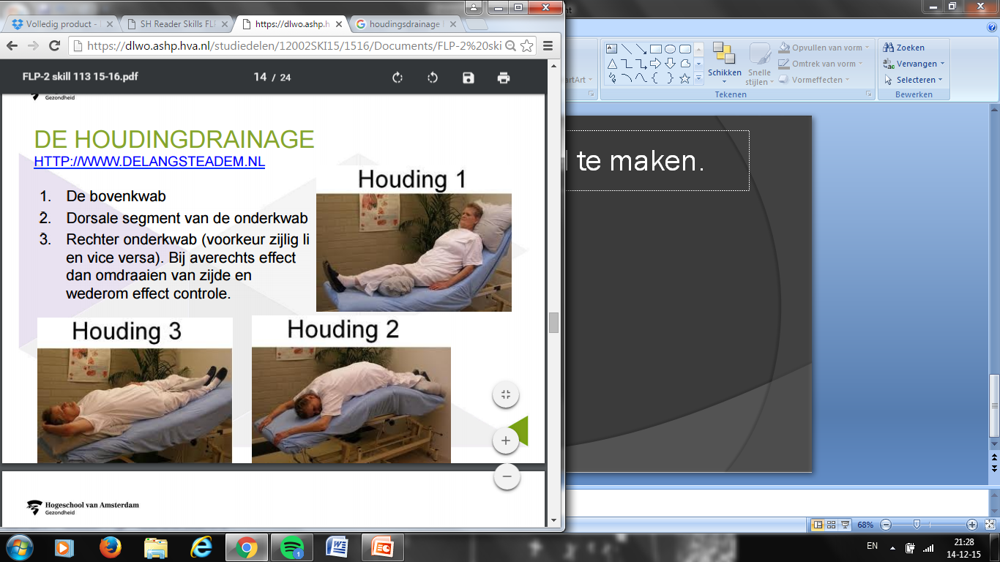 Volledig product -
SH Reader Skills FL
https://dlwo.ashp.h
houdingsdrainage
https://dlwo.ashp.hva.nl/studiedelen/12002SKI15/1516/Documents/FLP-2%20ski
FLP-2 skill 113 15-16.pdf
14 / 24
Gezondheid
DE HOUDINGDRAINAGE
HTTP://WWW.DELANGSTEADEM.NL
1. De bovenkwab
2. Dorsale segment van de onderkwab
3. Rechter onderkwab (voorkeur zijlig li
en vice versa). Bij averechts effect
dan omdraaien van zijde en
wederom effect controle.
Houding 1
Houding 3
Houding 2
Hogeschool van Amsterdam
Gezondheid
nt
artArt
Schikken
Snelle
stijlen
Opvullen van vorm
Omtrek van vorm
Vormeffecten
Tekenen
Zoeken
Vervangen
Selecteren
Bewerken
te maken.
68%
1
EN
21:28
14-12-15